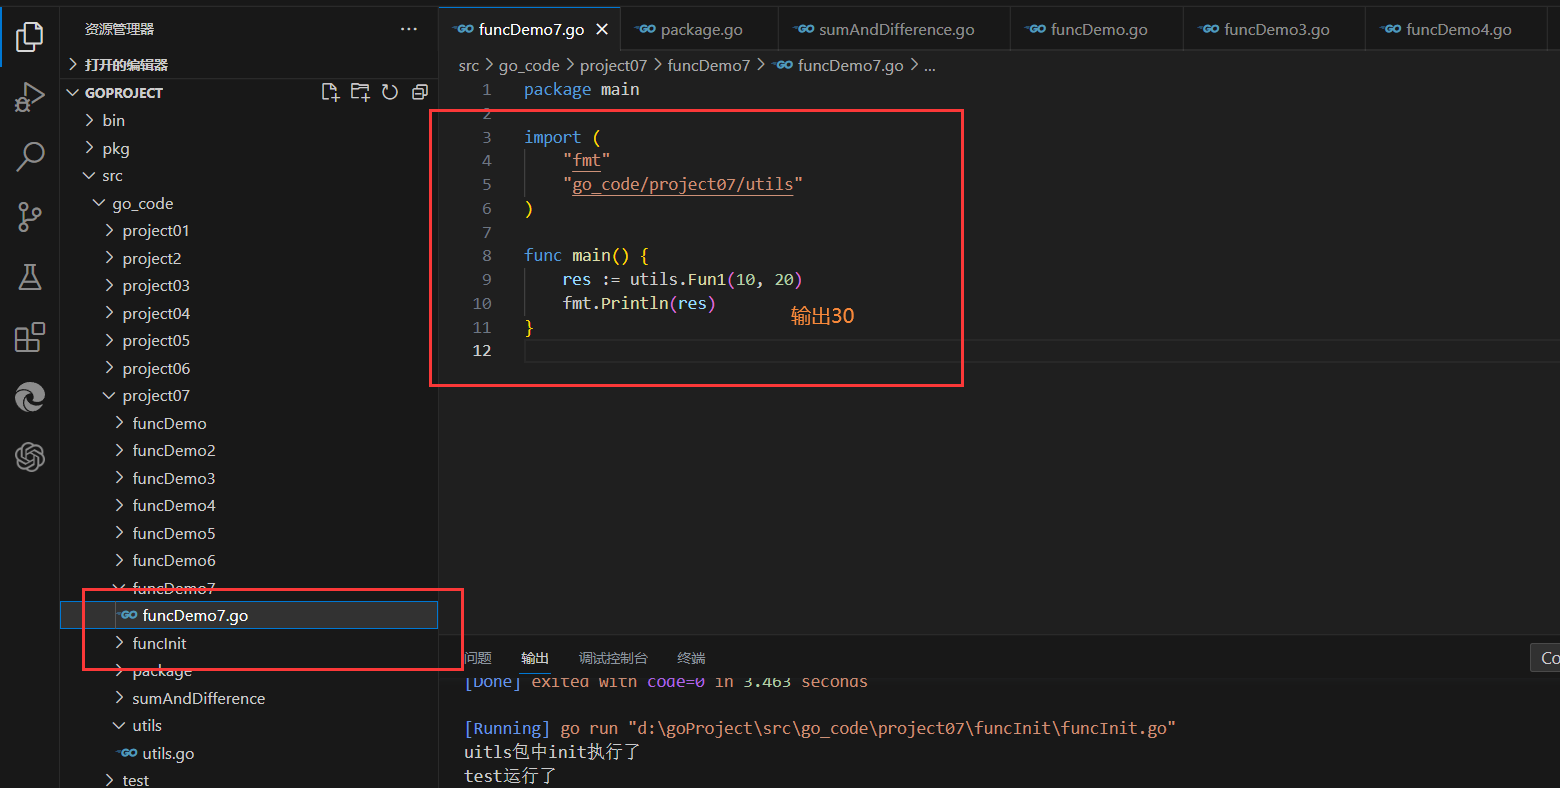 资源管理器
打开的编辑器
GOPROJECT
bin
pkg
src
go_code
project01
project2
project03
project04
project05
project06
project07
funcDemo
funcDemo2
funcDemo3
funcDemo4
funcDemo5
funcDemo6
funcDemo7
funcDemo7.go
funcInit
package
sumAndDifference
utils
utils.go
test
funcDemo7.go package.go sumAndDifference.go funcDemo.go funcDemo3.go funcDemo4.go
src > go_code > project07 > funcDemo7 > funcDemo7.go > ...
1 package main
2
3 import (
4 "fmt"
5 "go_code/project07/utils"
6 )
7
8 func main() {
9 res := utils.Fun1(10, 20)
10 fmt.Println(res)
输出30
11 }
12
问题 输出 调试控制台 终端
Co
[Done] exited with code=0 in 3.463 seconds
[Running] go run "d:\goProject\src\go_code\project07\funcInit\funcInit.go"
uitls包中init执行了
test运行了